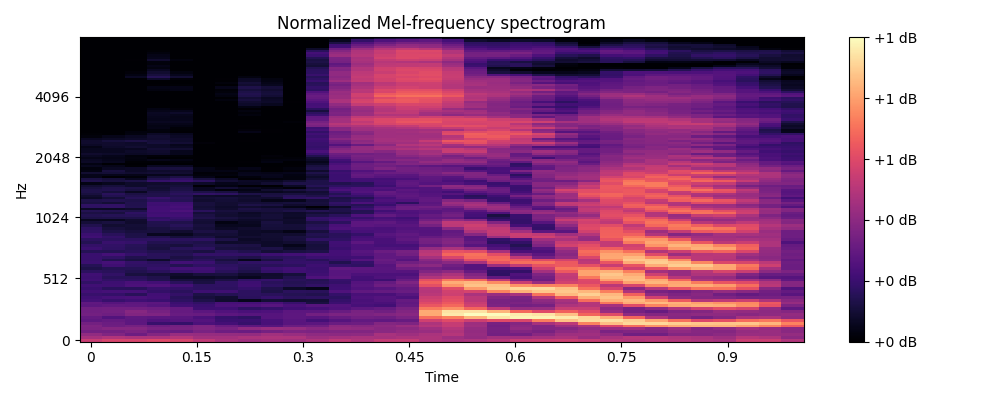 Normalized Mel-frequency spectrogram
Hz
4096
2048
1024
512
0
0 0.15 0.3 0.45 0.6 0.75 0.9
Time
+1 dB
+1 dB
+1 dB
+0 dB
+0 dB
+0 dB